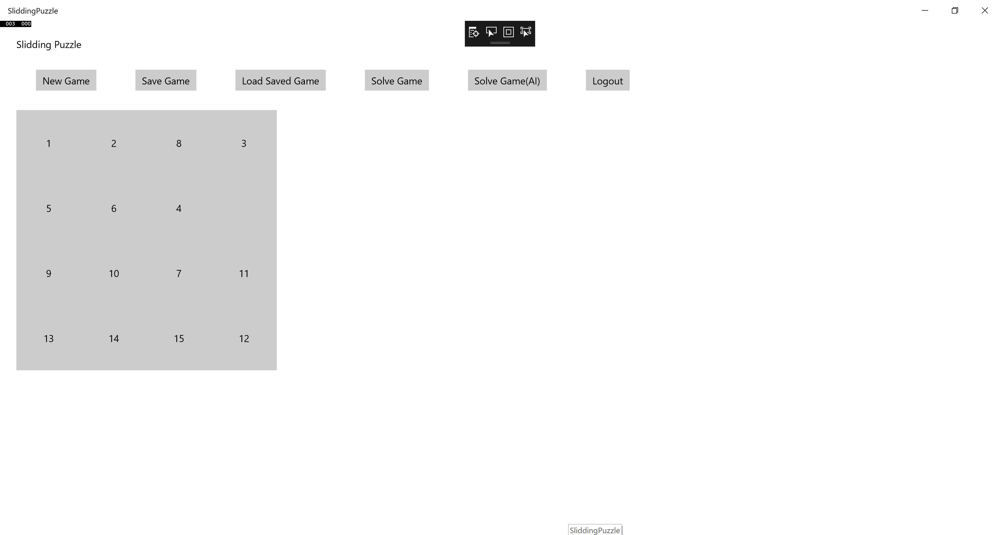 SliddingPuzzle
003 000
Slidding Puzzle
New Game Save Game Load Saved Game Solve Game Solve Game(AI) Logout
1 2 8 3
5 6 4
9 10 7 11
13 14 15 12
SliddingPuzzle